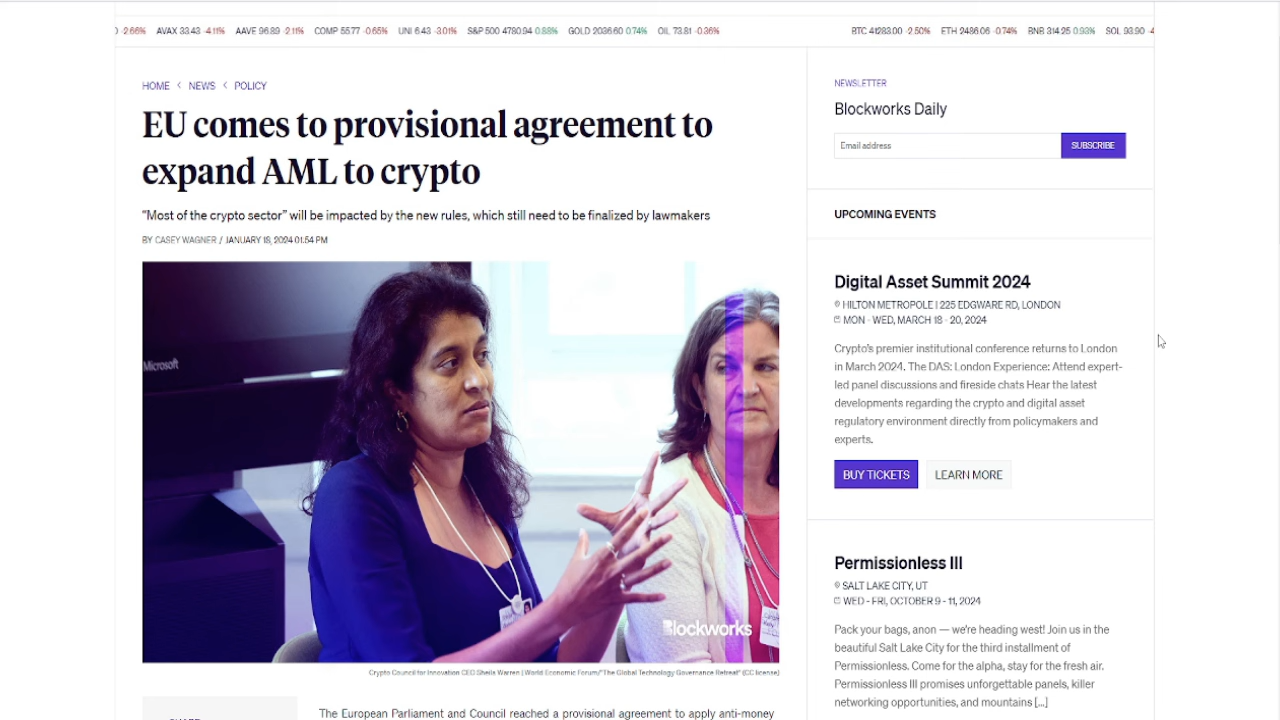 -2.66% AVAX 33.43 -4.11% AAVE 96.89 -2.11% COMP 55.77 -0.65% UNI 6.43 -3.01% S&P 500 4780.94 0.88% GOLD 2036.60 0.74% OIL 73.81 -0.36% BTC 41283.00 -2.50% ETH 2486.06 -0.74% BNB 314.25 0.93% SOL 93.90
HOME < NEWS < POLICY
EU comes to provisional agreement to
expand AML to crypto
“Most of the crypto sector” will be impacted by the new rules, which still need to be finalized by lawmakers
BY CASEY WAGNER / JANUARY 18, 2024 01:54 PM
Microsoft
Blockworks
Crypto Council for Innovation CEO Sheila Warren | World Economic Forum/"The Global Technology Governance Retreat" (CC license)
The European Parliament and Council reached a provisional agreement to apply anti-money
NEWSLETTER
Blockworks Daily
Email address
SUBSCRIBE
UPCOMING EVENTS
Digital Asset Summit 2024
HILTON METROPOLE | 225 EDGWARE RD, LONDON
MON - WED, MARCH 18 - 20, 2024
Crypto’s premier institutional conference returns to London
in March 2024. The DAS: London Experience: Attend expert-
led panel discussions and fireside chats Hear the latest
developments regarding the crypto and digital asset
regulatory environment directly from policymakers and
experts.
BUY TICKETS
LEARN MORE
Permissionless III
SALT LAKE CITY, UT
WED - FRI, OCTOBER 9 - 11, 2024
Pack your bags, anon — we’re heading west! Join us in the
beautiful Salt Lake City for the third installment of
Permissionless. Come for the alpha, stay for the fresh air.
Permissionless III promises unforgettable panels, killer
networking opportunities, and mountains [...]